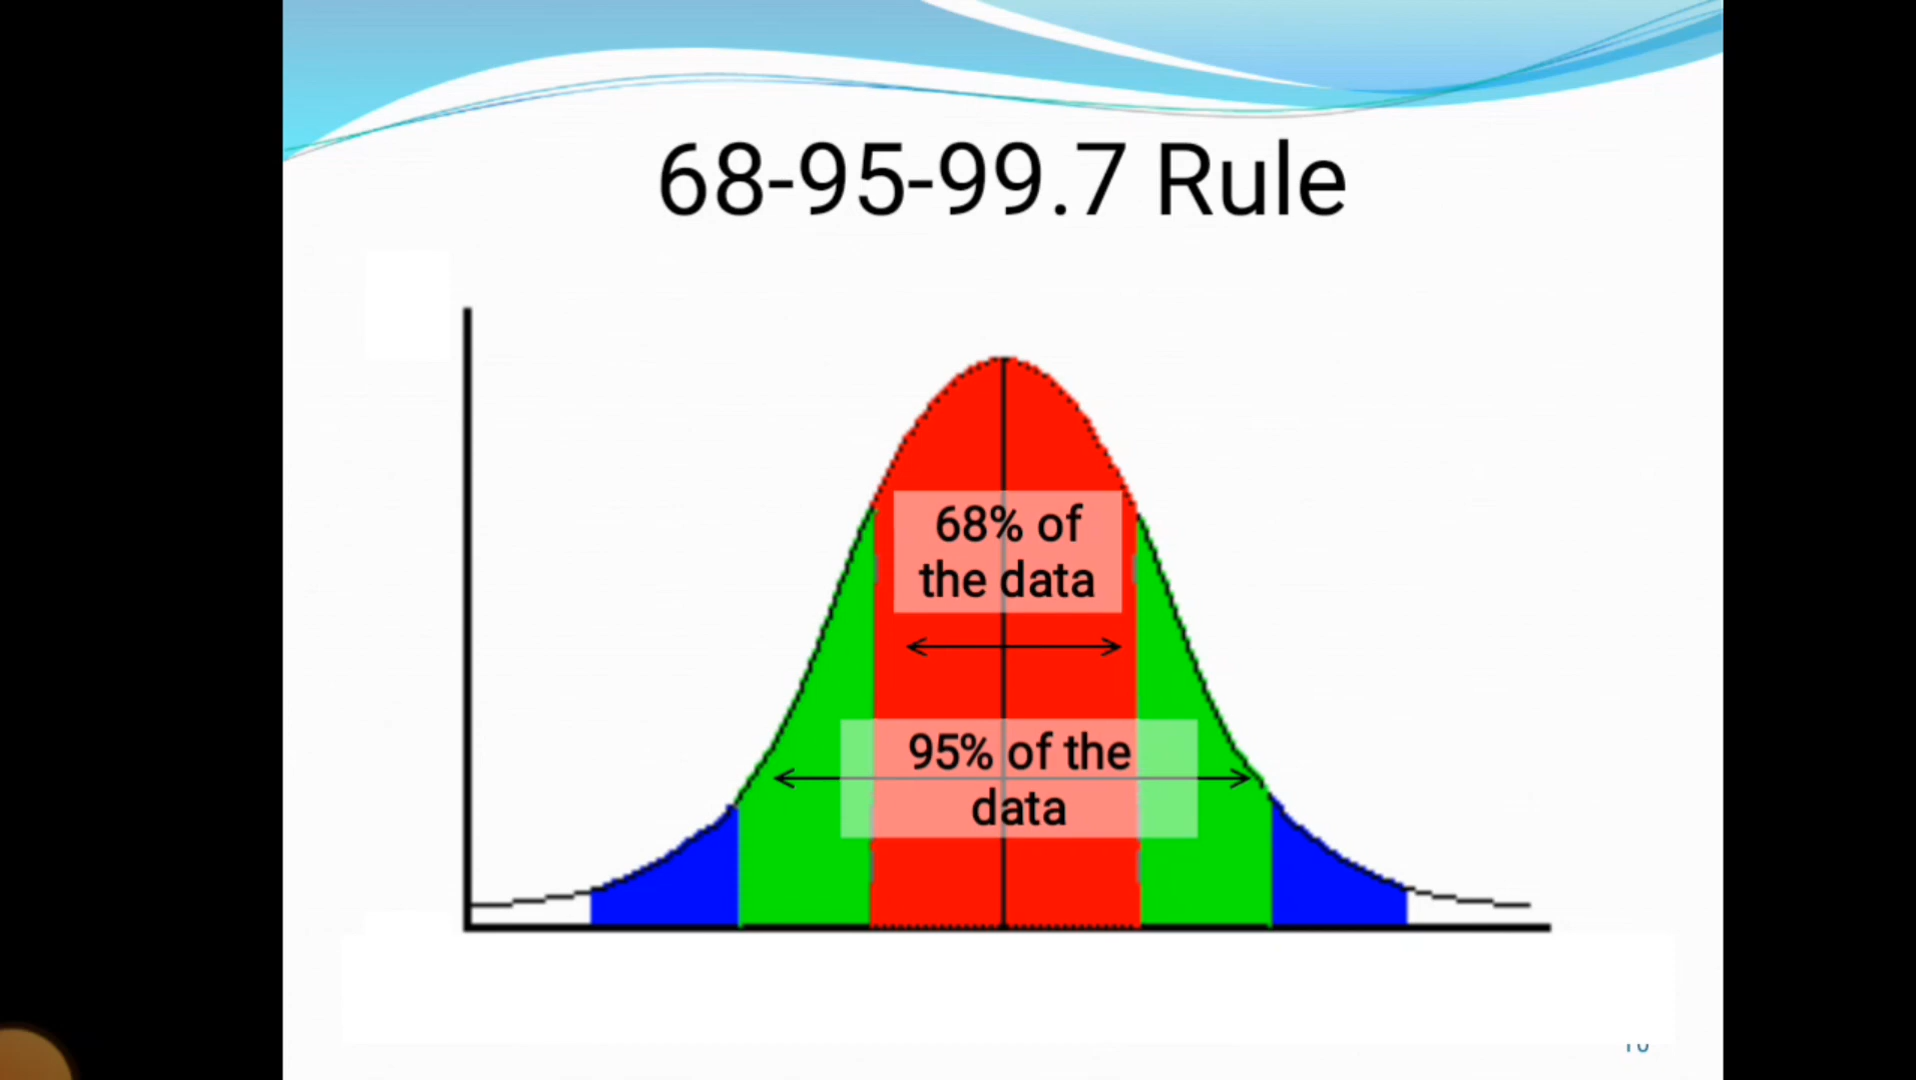 68-95-99.7 Rule
68% of
the data
95% of the
data